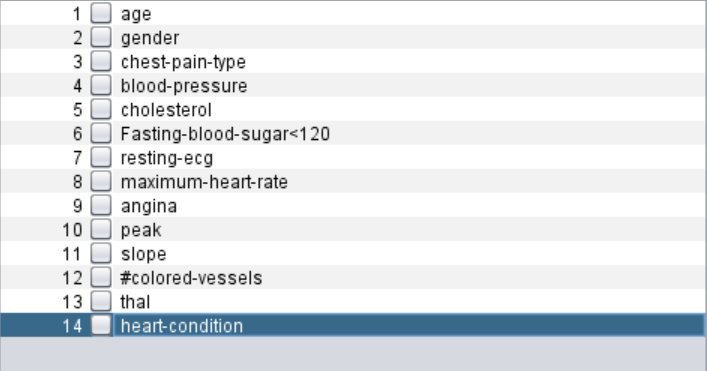 1 age
2 gender
3 chest-pain-type
4 blood-pressure
5 cholesterol
6 Fasting-blood-sugar<120
7 resting-ecg
8 maximum-heart-rate
9 angina
10 peak
11 slope
12 #colored-vessels
13 thal
14 heart-condition